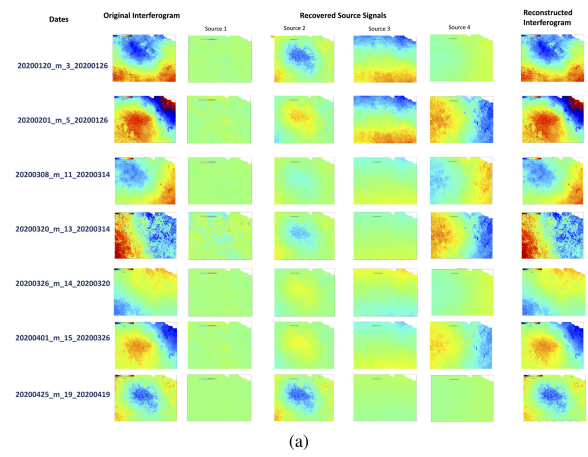 Dates
Original Interferogram
Recovered Source Signals
Reconstructed
Interferogram
Source 1
Source 2
Source 3
Source 4
20200120_m_3_20200126
20200201_m_5_20200126
20200308_m_11_20200314
20200320_m_13_20200314
20200326_m_14_20200320
20200401_m_15_20200326
20200425_m_19_20200419
(a)